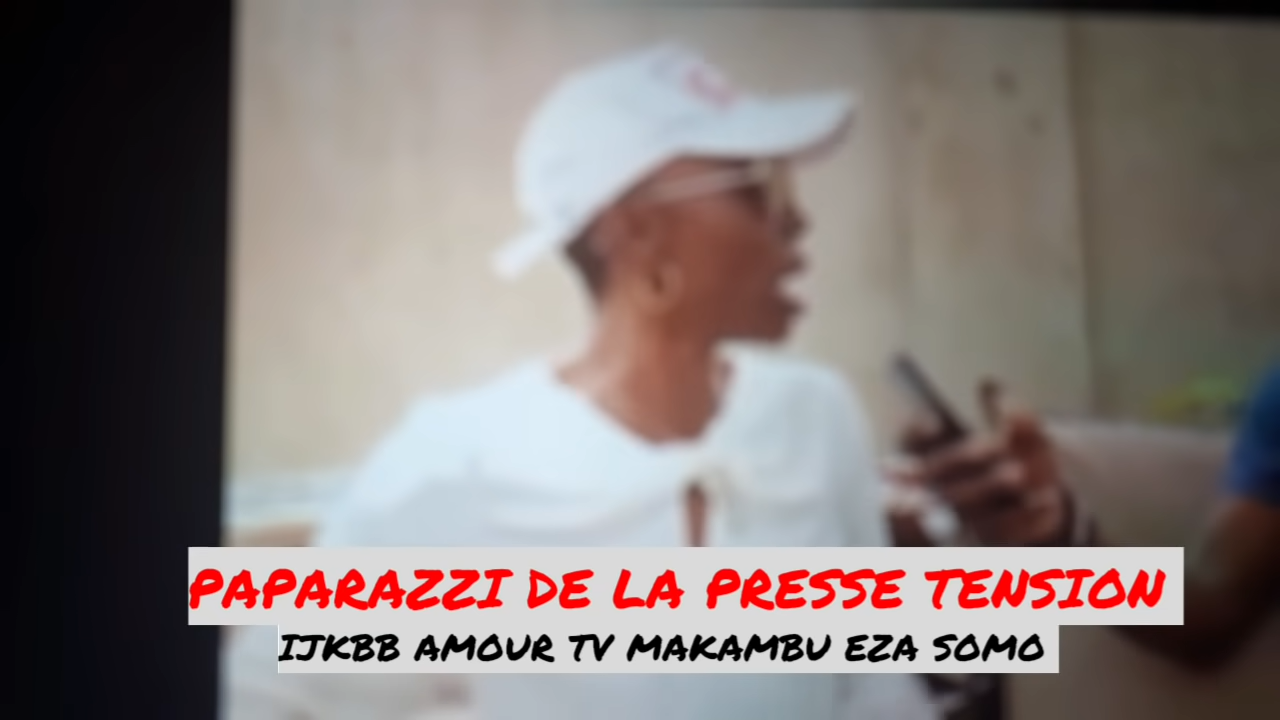 PAPARAZZI DE LA PRESSE TENSION
IJKBB AMOUR TV MAKAMBU EZA SOMO